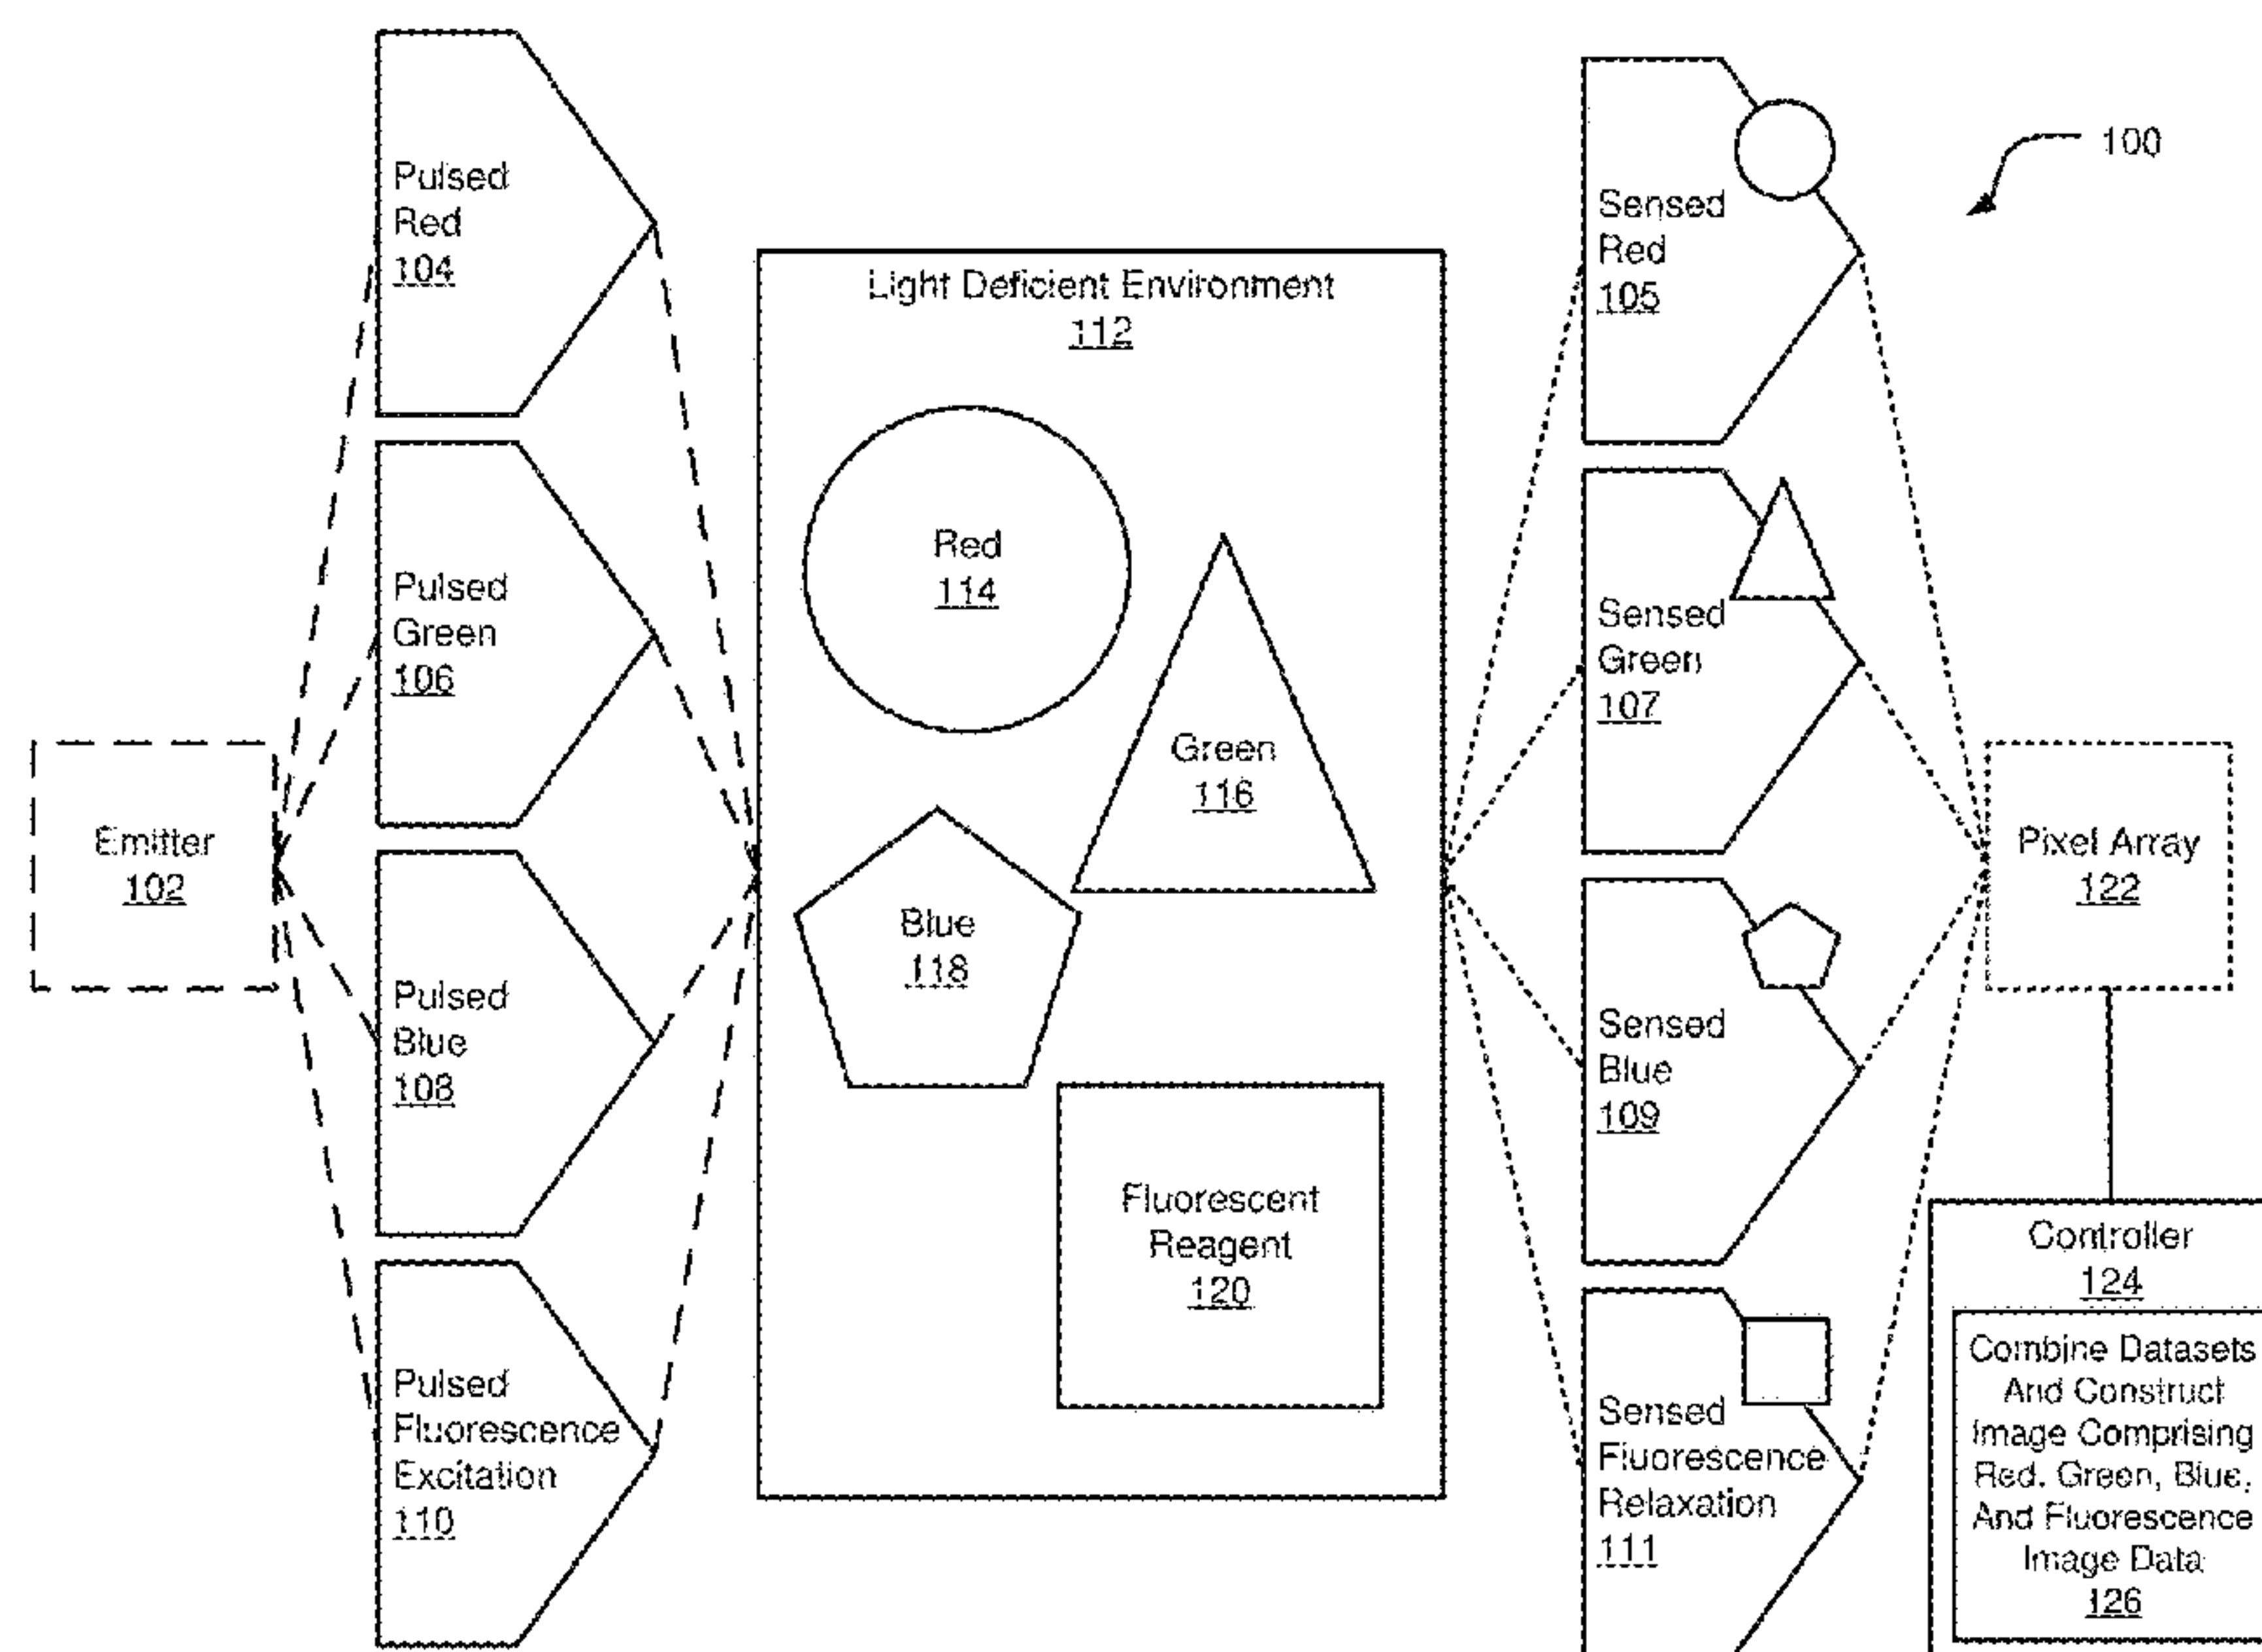 Pulsed
Red
104
Pulsed
Green
106
Emitter
102
Pulsed
Blue
108
Pulsed
Fluorescence
Excitation
110
Light Deficient Environment
112
Red
114
Green
116
Blue
118
Fluorescent
Reagent
120
Sensed
Red
105
Sensed
Green
107
Sensed
Blue
109
Sensed
Fluorescence
Relaxation
111
100
Pixel Array
122
Controller
124
Combine Datasets
And Construct
Image Comprising
Red, Green, Blue,
And Fluorescence
Image Data
126